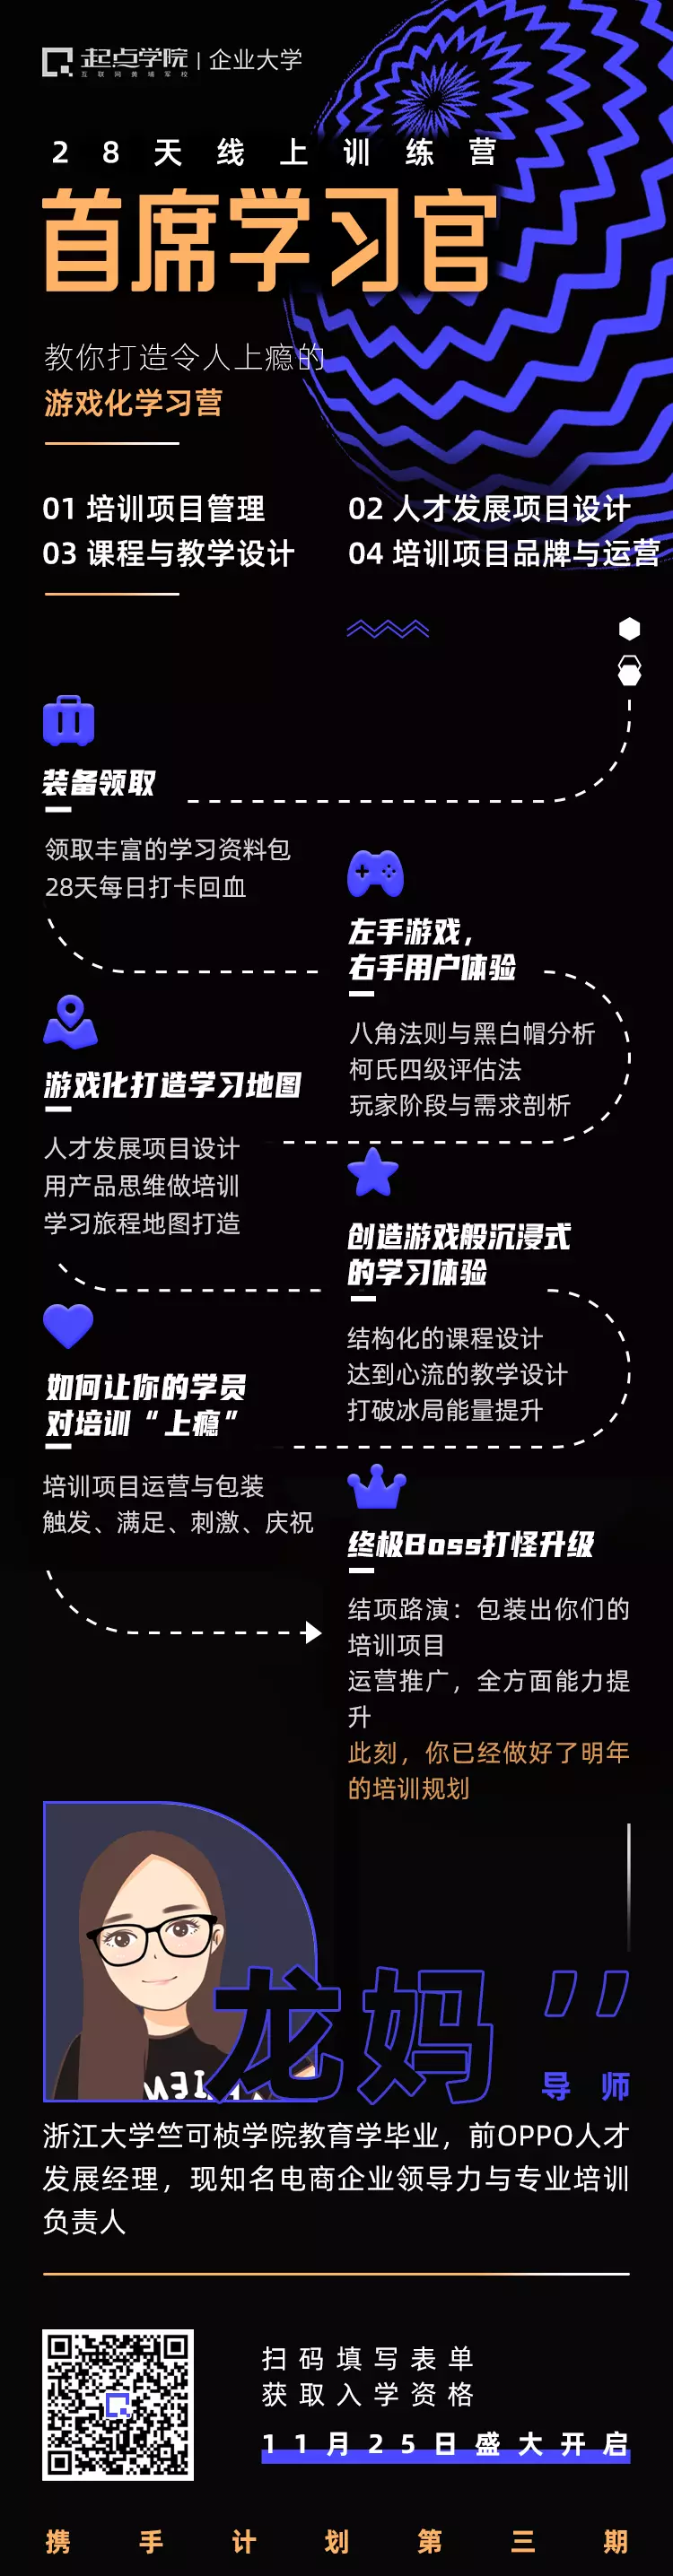 起点学院 | 企业大学
互联网黄埔军校
28天线上训练营
首席学习官
教你打造令人上瘾的
游戏化学习营
01 培训项目管理
02 人才发展项目设计
03 课程与教学设计
04 培训项目品牌与运营
装备领取
领取丰富的学习资料包
28天每日打卡回血
左手游戏，
右手用户体验
八角法则与黑白帽分析
柯氏四级评估法
玩家阶段与需求剖析
游戏化打造学习地图
人才发展项目设计
用产品思维做培训
学习旅程地图打造
创造游戏般沉浸式
的学习体验
结构化的课程设计
达到心流的教学设计
打破冰局能量提升
如何让你的学员
对培训“上瘾”
培训项目运营与包装
触发、满足、刺激、庆祝
终极Boss打怪升级
结项路演：包装出你们的
培训项目
运营推广，全方面能力提
升
此刻，你已经做好了明年
的培训规划
龙妈
导师
浙江大学竺可桢学院教育学毕业，前OPPO人才
发展经理，现知名电商企业领导力与专业培训
负责人
扫码填写表单
获取入学资格
11月25日盛大开启
携手计划第三期